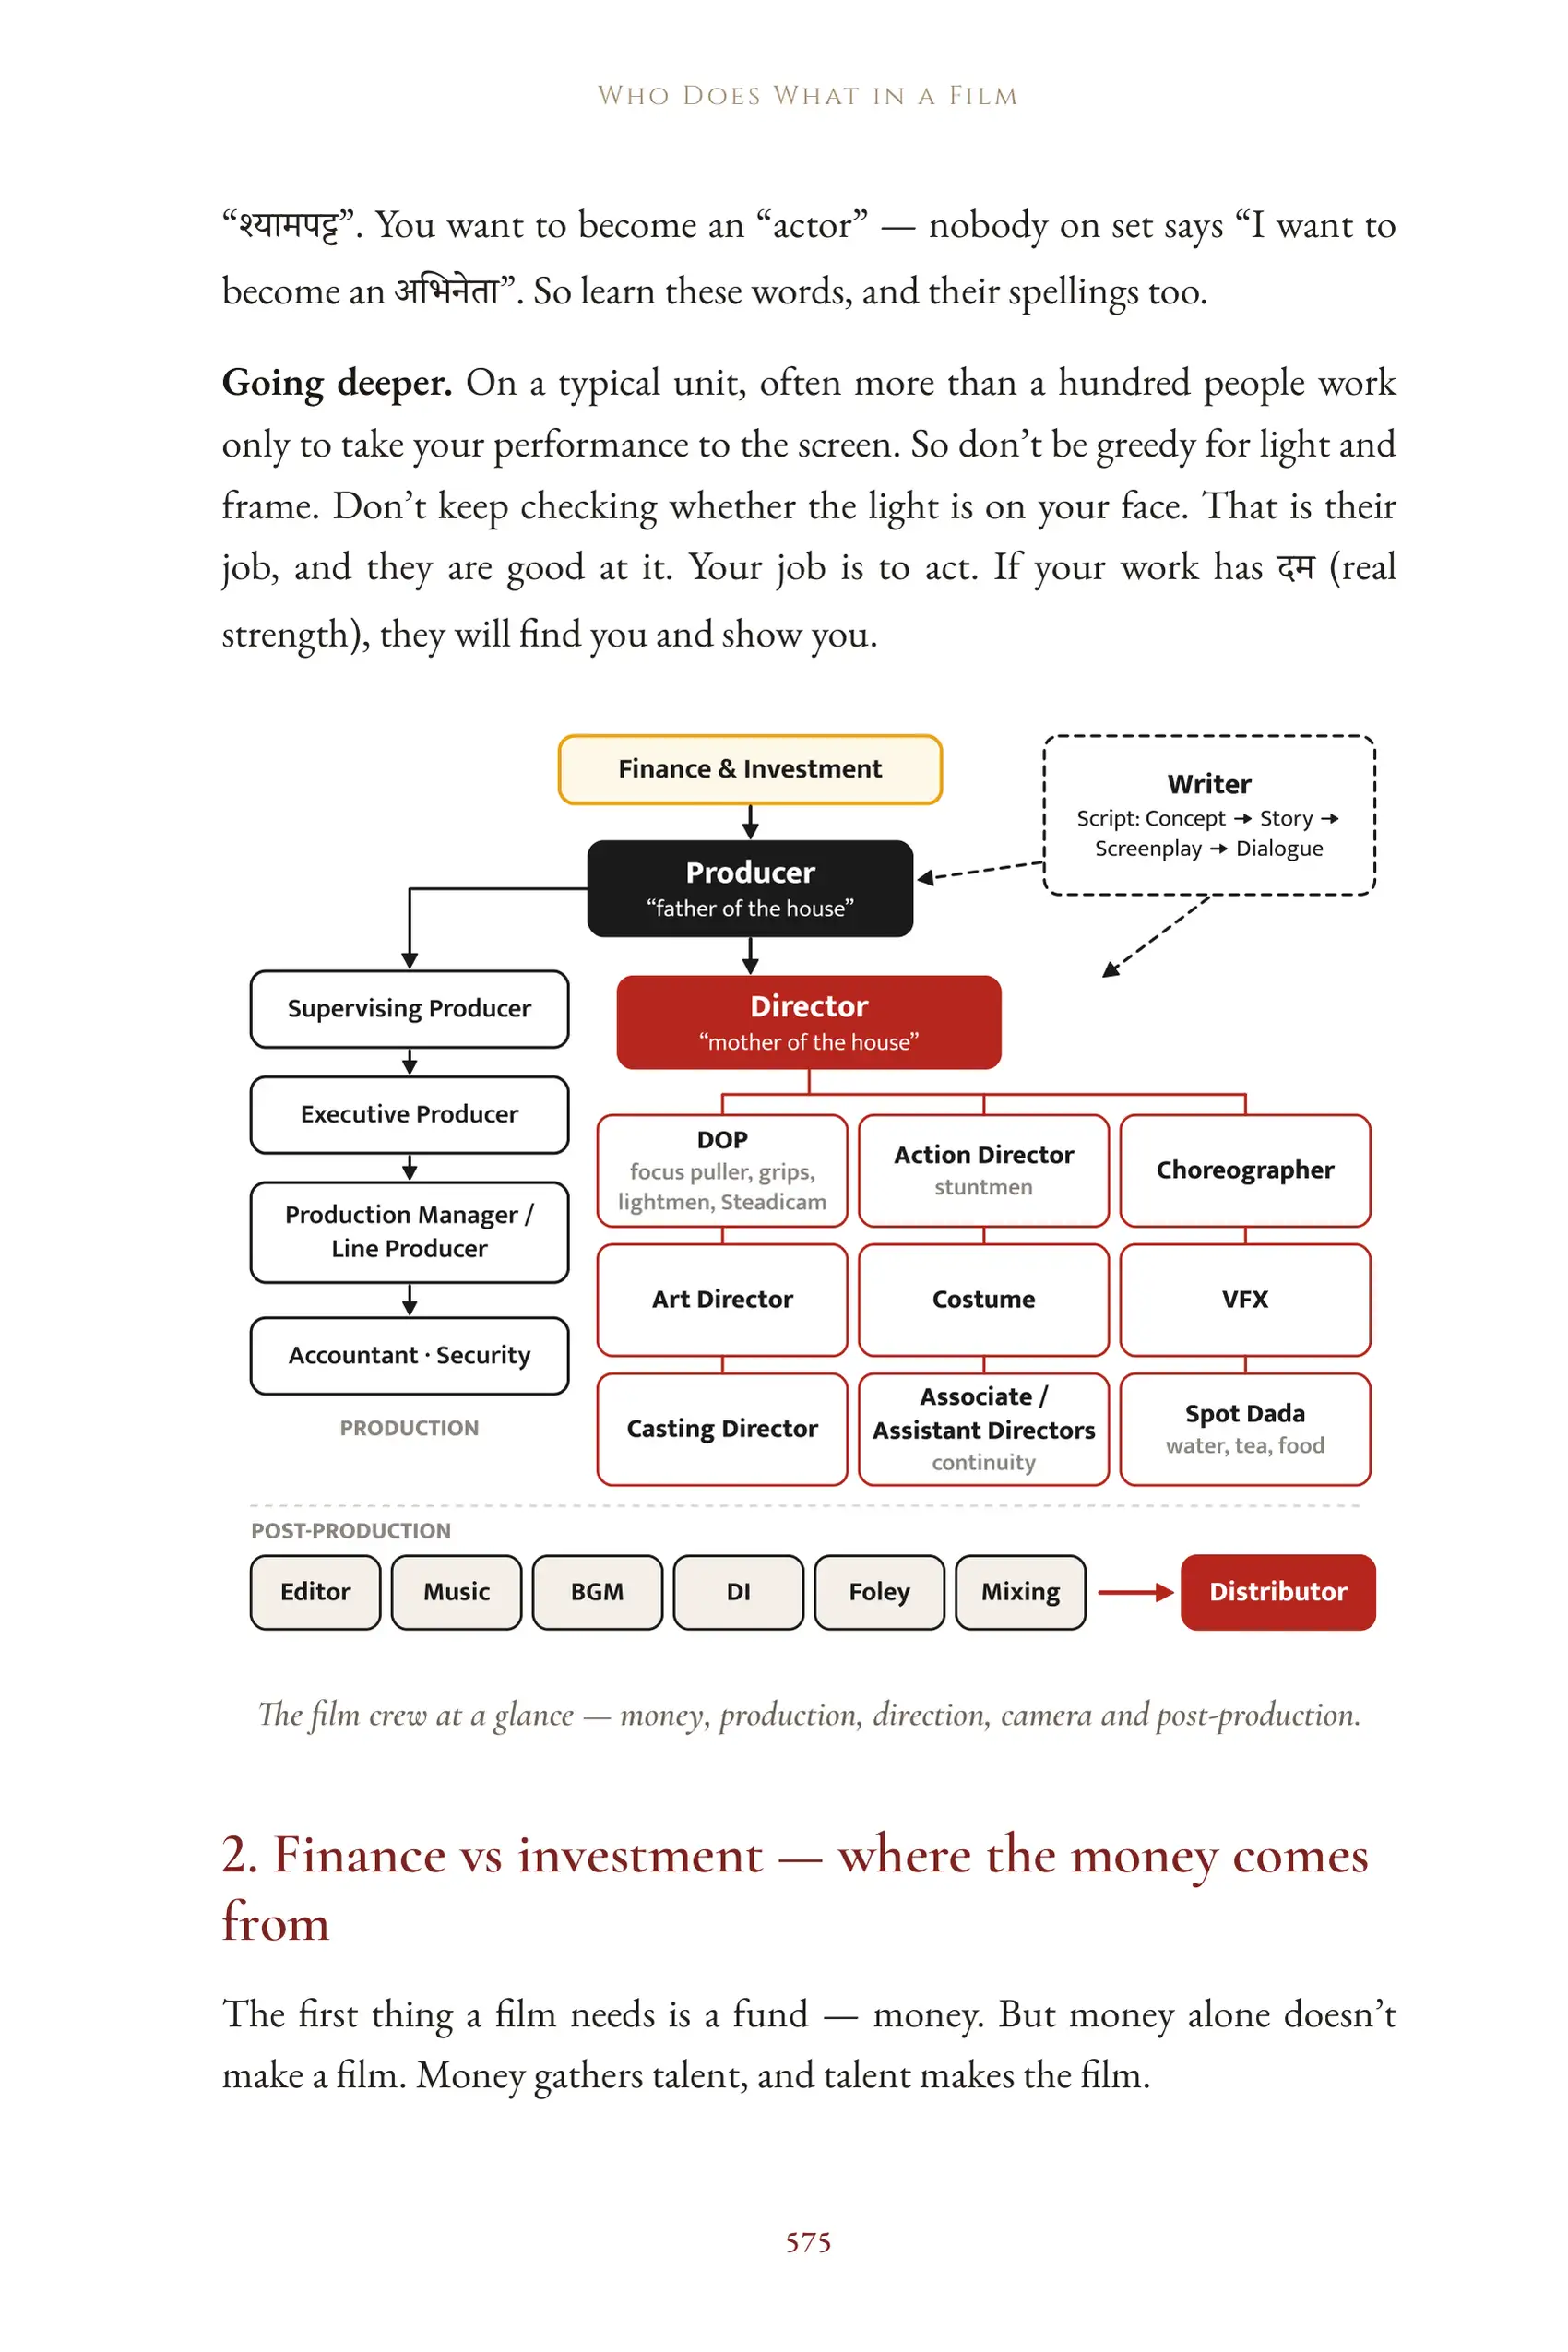 WHO DOES WHAT IN A FILM
“श्यामपट्ट”. You want to become an “actor” — nobody on set says “I want to
become an अभिनेता”. So learn these words, and their spellings too.
Going deeper. On a typical unit, often more than a hundred people work
only to take your performance to the screen. So don’t be greedy for light and
frame. Don’t keep checking whether the light is on your face. That is their
job, and they are good at it. Your job is to act. If your work has दम (real
strength), they will find you and show you.
Finance & Investment
Writer
Script: Concept → Story →
Screenplay → Dialogue
Producer
“father of the house”
Director
“mother of the house”
Supervising Producer
Executive Producer
Production Manager /
Line Producer
Accountant · Security
PRODUCTION
DOP
focus puller, grips,
lightmen, Steadicam
Action Director
stuntmen
Choreographer
Art Director
Costume
VFX
Casting Director
Associate /
Assistant Directors
continuity
Spot Dada
water, tea, food
POST-PRODUCTION
Editor
Music
BGM
DI
Foley
Mixing
Distributor
The film crew at a glance — money, production, direction, camera and post-production.
2. Finance vs investment — where the money comes
from
The first thing a film needs is a fund — money. But money alone doesn’t
make a film. Money gathers talent, and talent makes the film.
575